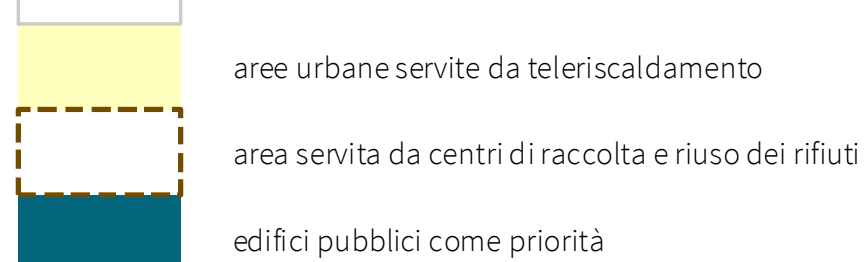 aree urbane servite da teleriscaldamento
area servita da centri di raccolta e riuso dei rifiuti
edifici pubblici come priorità